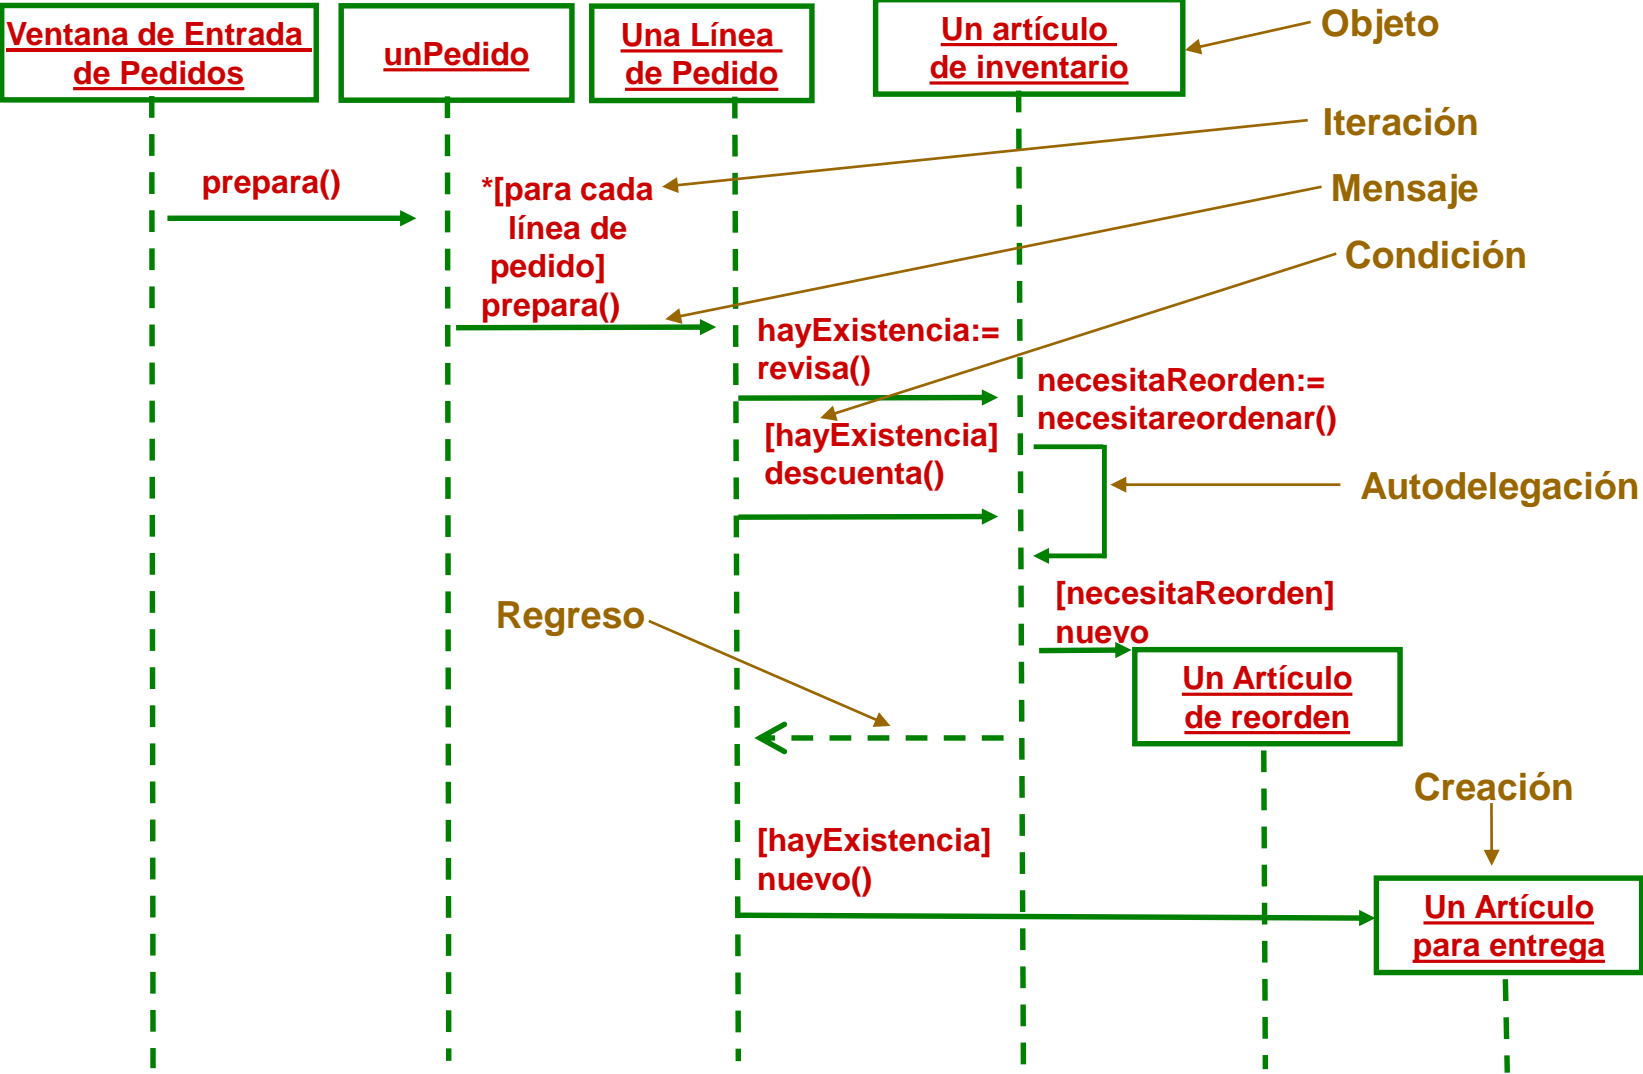 Ventana de Entrada
de Pedidos
unPedido
Una Línea
de Pedido
Un artículo
de inventario
Objeto
Iteración
Mensaje
Condición
prepara()
*[para cada
línea de
pedido]
prepara()
hayExistencia:=
revisa()
necesitaReorden:=
necesitareordenar()
[hayExistencia]
descuenta()
Autodelegación
[necesitaReorden]
nuevo
Regreso
Un Artículo
de reorden
Creación
[hayExistencia]
nuevo()
Un Artículo
para entrega